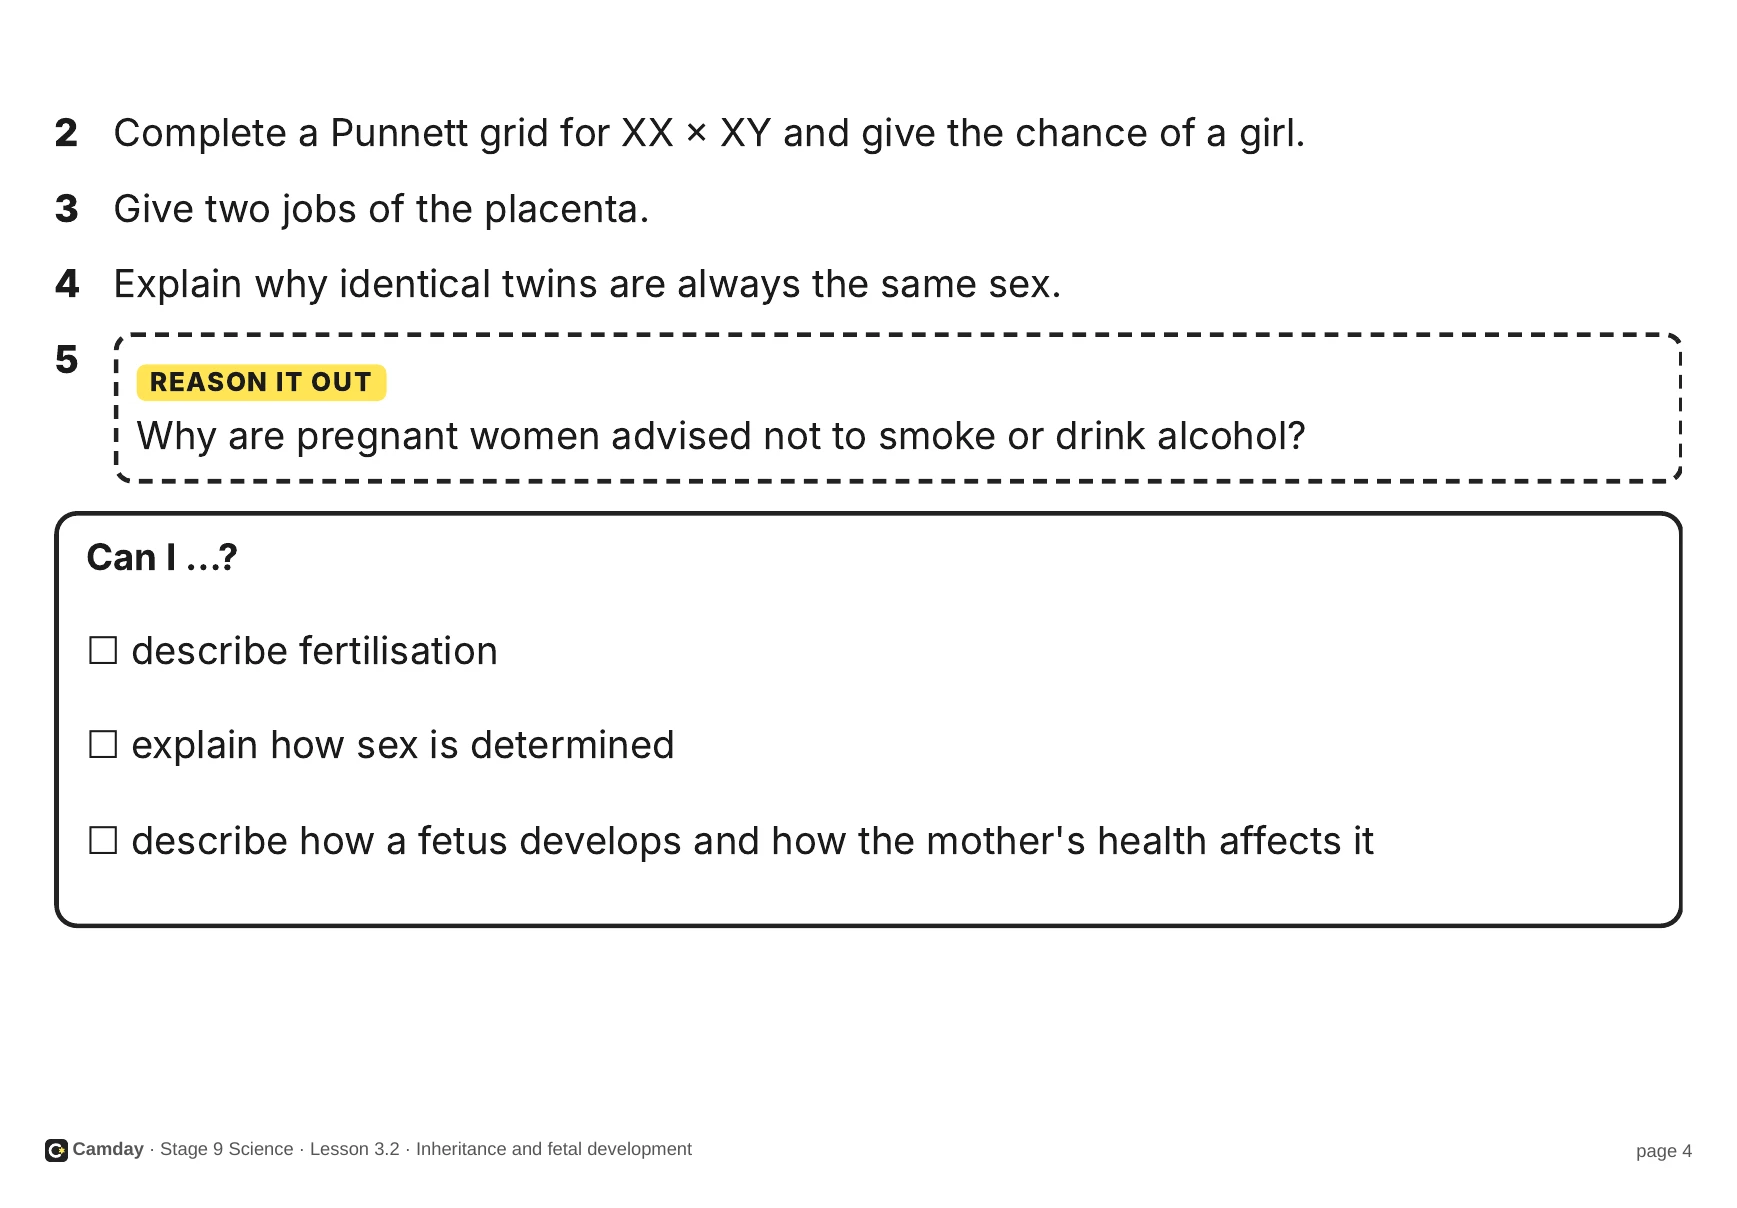 2 Complete a Punnett grid for XX × XY and give the chance of a girl.
3 Give two jobs of the placenta.
4 Explain why identical twins are always the same sex.
5
REASON IT OUT
Why are pregnant women advised not to smoke or drink alcohol?
Can I ...?
☐ describe fertilisation
☐ explain how sex is determined
☐ describe how a fetus develops and how the mother's health affects it
Camday · Stage 9 Science · Lesson 3.2 · Inheritance and fetal development
page 4